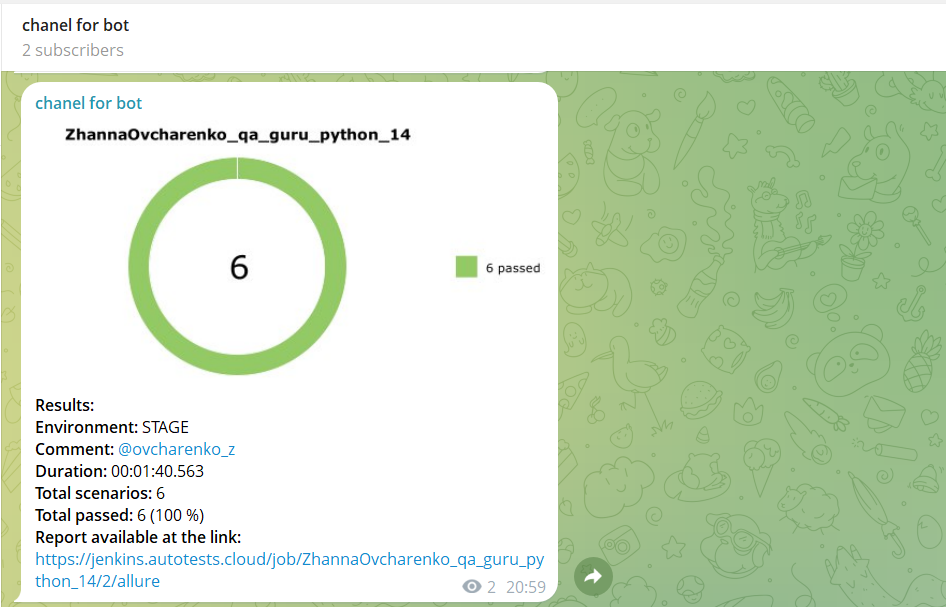 chanel for bot
2 subscribers
chanel for bot
ZhannaOvcharenko_qa_guru_python_14
6
6 passed
Results:
Environment: STAGE
Comment: @ovcharenko_z
Duration: 00:01:40.563
Total scenarios: 6
Total passed: 6 (100 %)
Report available at the link:
https://jenkins.autotests.cloud/job/ZhannaOvcharenko_qa_guru_py
thon_14/2/allure
2 20:59